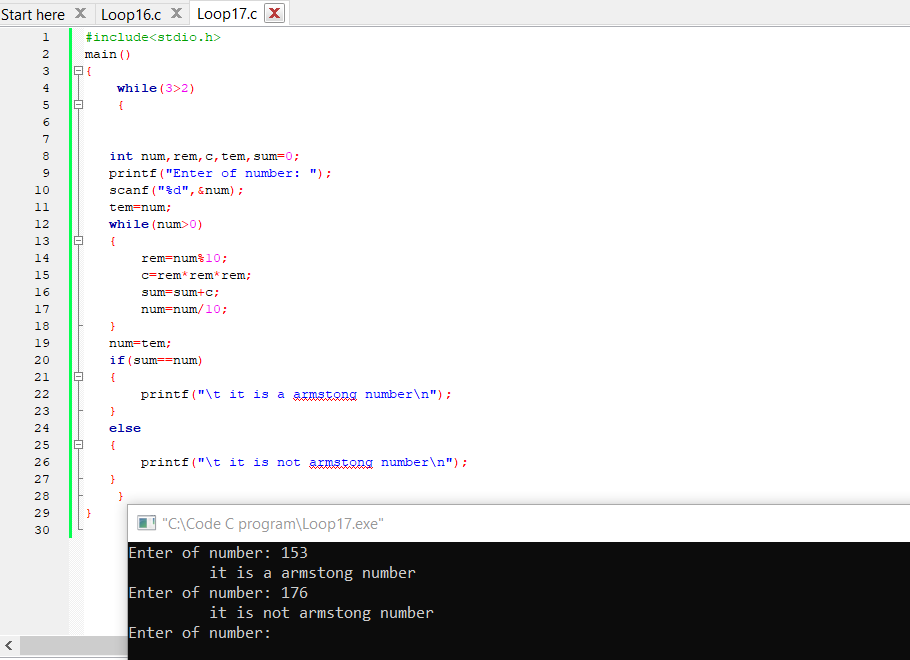 Start here X Loop16.c X Loop17.c X
1 #include<stdio.h>
2 main()
3 {
4 while(3>2)
5 {
6
7
8 int num,rem,c,tem,sum=0;
9 printf("Enter of number: ");
10 scanf("%d",&num);
11 tem=num;
12 while(num>0)
13 {
14 rem=num%10;
15 c=rem*rem*rem;
16 sum=sum+c;
17 num=num/10;
18 }
19 num=tem;
20 if(sum==num)
21 {
22 printf("\t it is a armstong number\n");
23 }
24 else
25 {
26 printf("\t it is not armstong number\n");
27 }
28 }
29 }
30
"C:\Code C program\Loop17.exe"
Enter of number: 153
it is a armstong number
Enter of number: 176
it is not armstong number
Enter of number: